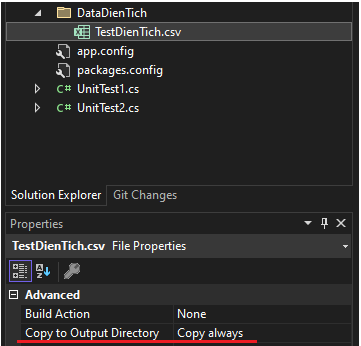 DataDienTich
TestDienTich.csv
app.config
packages.config
C# UnitTest1.cs
C# UnitTest2.cs
Solution Explorer Git Changes
Properties
TestDienTich.csv File Properties
Advanced
Build Action None
Copy to Output Directory Copy always